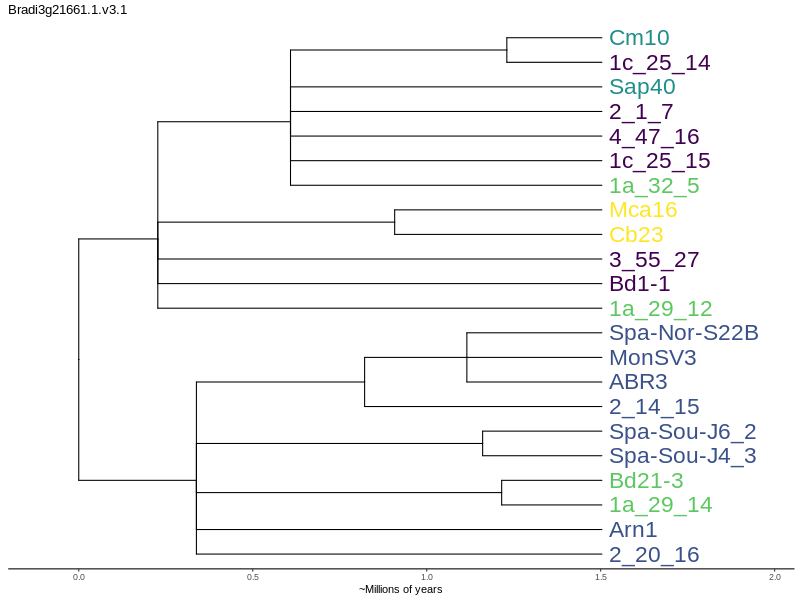 Bradi3g21661.1.v3.1
Cm10
1c_25_14
Sap40
2_1_7
4_47_16
1c_25_15
1a_32_5
Mca16
Cb23
3_55_27
Bd1-1
1a_29_12
Spa-Nor-S22B
MonSV3
ABR3
2_14_15
Spa-Sou-J6_2
Spa-Sou-J4_3
Bd21-3
1a_29_14
Arn1
2_20_16
0.0 0.5 1.0 1.5 2.0
~Millions of years